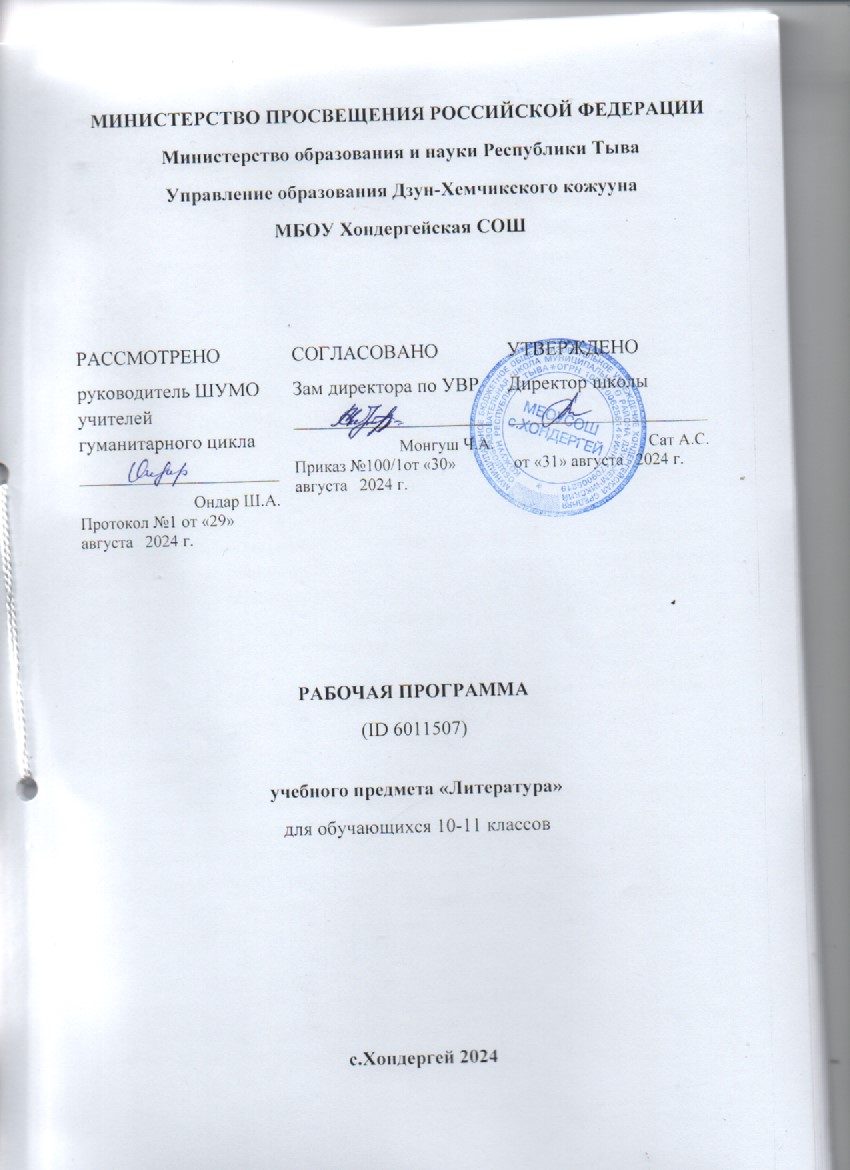 МИНИСТЕРСТВО ПРОСВЕЩЕНИЯ РОССИЙСКОЙ ФЕДЕРАЦИИ
Министерство образования и науки Республики Тыва
Управление образования Дзун-Хемчикского кожууна
МБОУ Хондергейская СОШ
РАССМОТРЕНО
руководитель ШУМО
учителей
гуманитарного цикла
Ондар Ш.А.
Протокол №1 от «29»
августа 2024 г.
СОГЛАСОВАНО
Зам директора по УВР
Монгуш Ч.А.
Приказ №100/1от «30»
августа 2024 г.
УТВЕРЖДЕНО
Директор школы
Сат А.С.
от «31» августа 2024 г.
МБОУ СОШ
с.ХОНДЕРГЕЙ
РАБОЧАЯ ПРОГРАММА
(ID 6011507)
учебного предмета «Литература»
для обучающихся 10-11 классов
с.Хондергей 2024